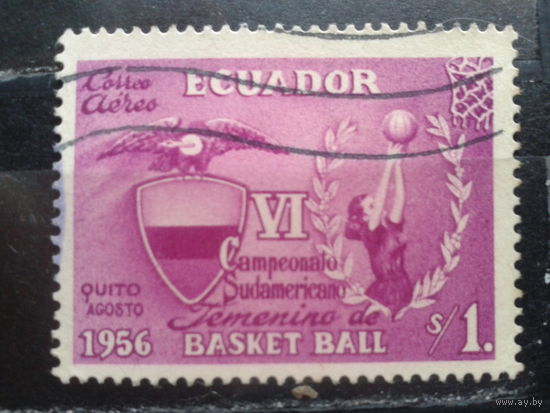 Correo
Aéreo
ECUADOR
VI
Campeonato
Sudamericano
Femenino de
BASKET BALL
QUITO
AGOSTO
1956
S/1.
www.ay.by